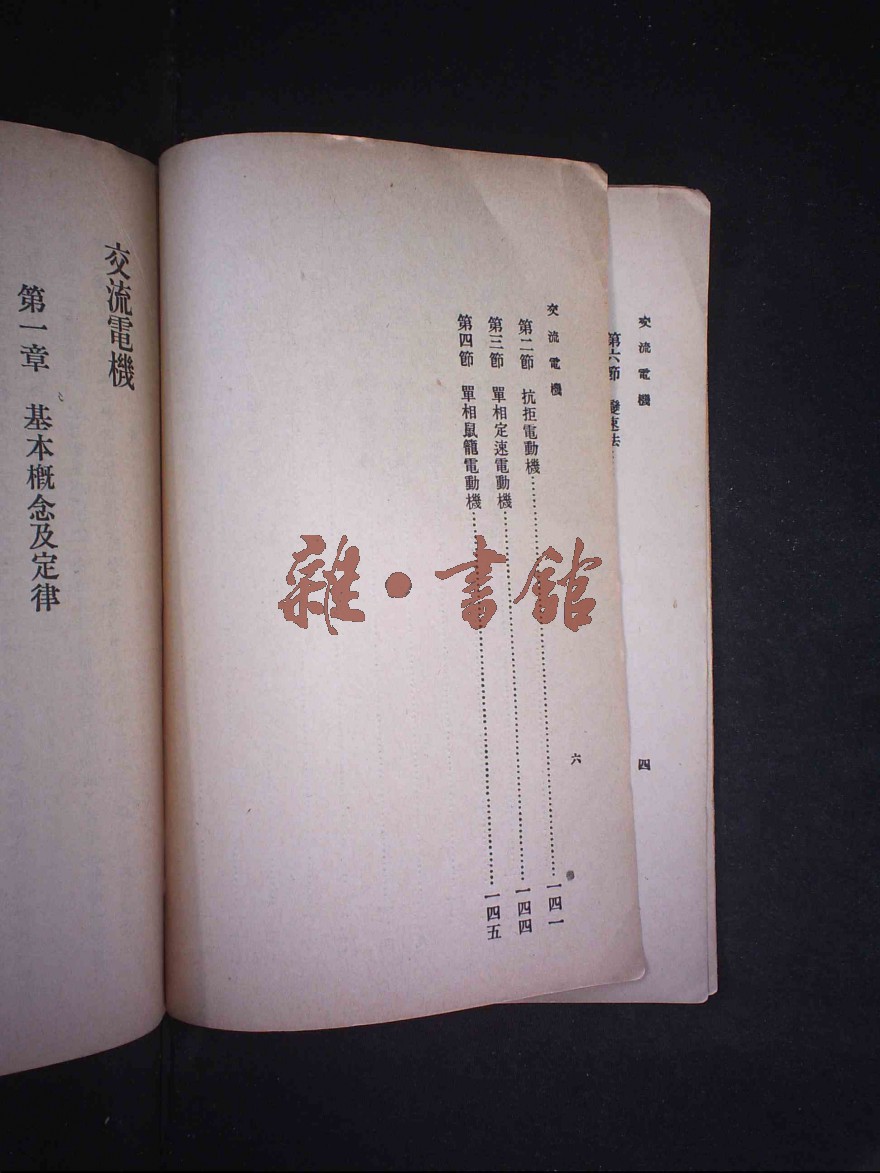 交流電機
四
第六節　變速法……
交流電機
六
第二節　抗拒電動機……一四一
第三節　單相定速電動機……一四四
第四節　單相鼠籠電動機……一四五
雜·書館
交流電機
第一章　基本概念及定律